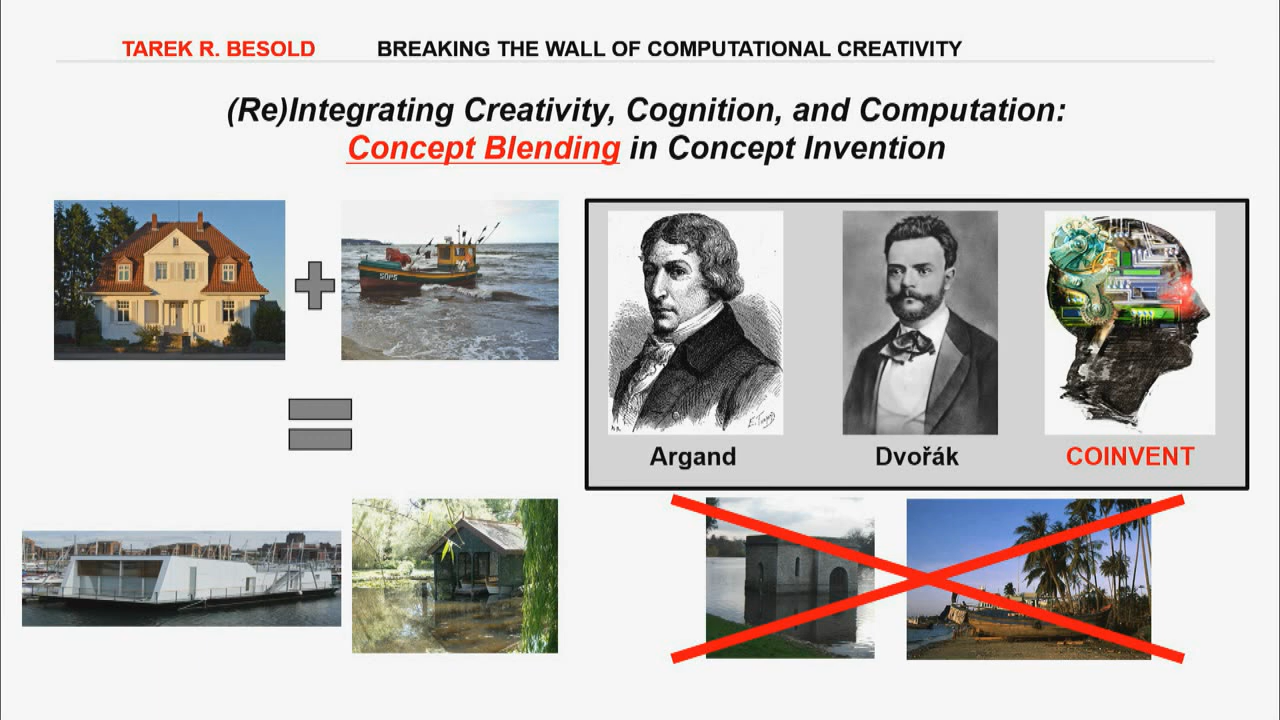 TAREK R. BESOLD BREAKING THE WALL OF COMPUTATIONAL CREATIVITY
(Re)Integrating Creativity, Cognition, and Computation:
Concept Blending in Concept Invention
Argand
Dvořák
COINVENT